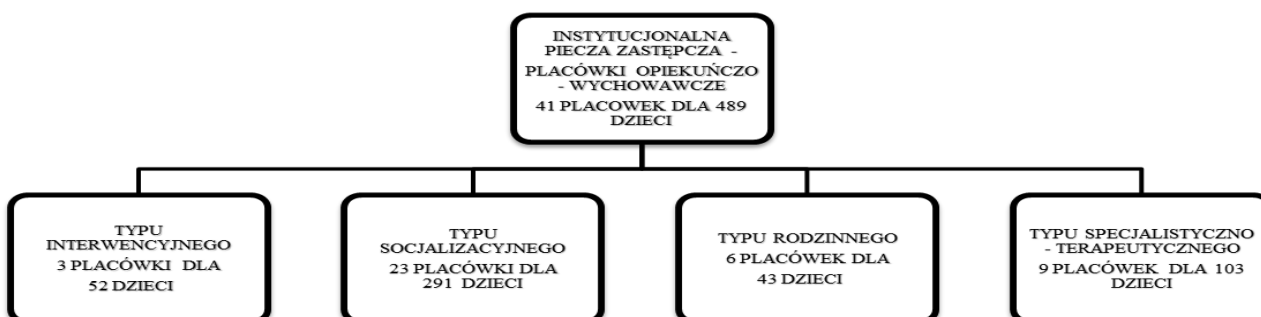 INSTYTUCJONALNA
PIECZA ZASTĘPCZA -
PLACÓWKI OPIEKUŃCZO
- WYCHOWAWCZE
41 PLACOWEK DLA 489
DZIECI
TYPU
INTERWENCYJNEGO
3 PLACÓWKI DLA
52 DZIECI
TYPU
SOCJALIZACYJNEGO
23 PLACÓWKI DLA
291 DZIECI
TYPU RODZINNEGO
6 PLACÓWEK DLA
43 DZIECI
TYPU SPECJALISTYCZNO
- TERAPEUTYCZNEGO
9 PLACÓWEK DLA 103
DZIECI